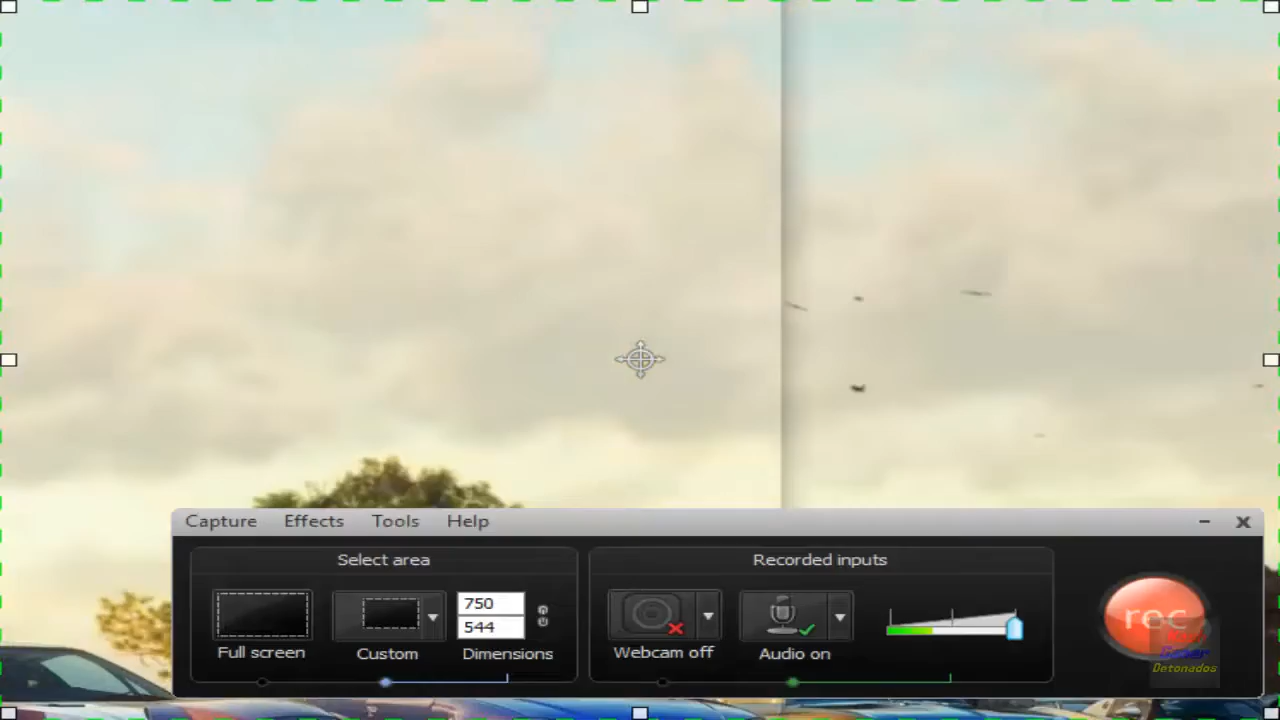 Capture Effects Tools Help
Select area
Recorded inputs
750
544
Full screen
Custom
Dimensions
Webcam off
Audio on
rec
Detonados